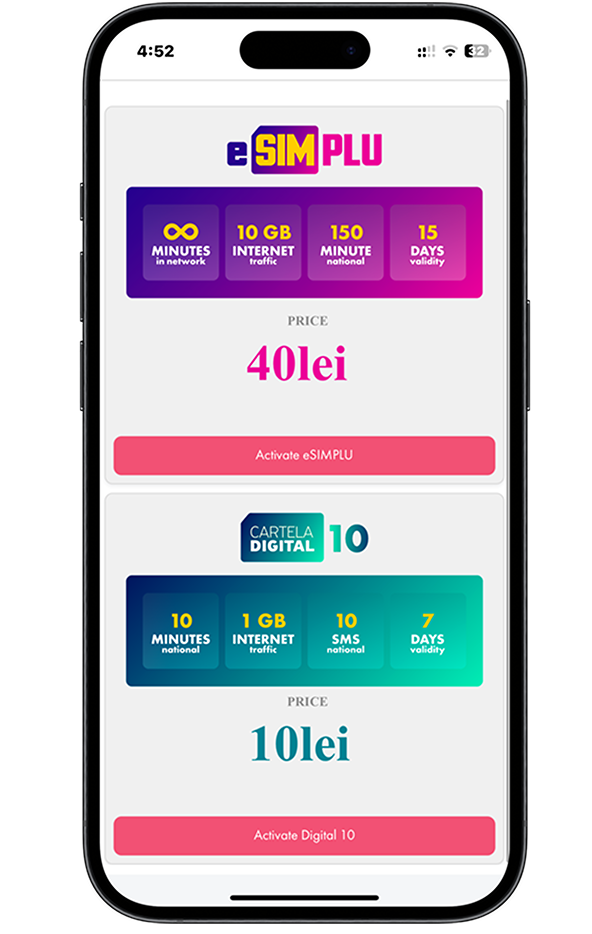 4:52
32
eSIMPLU
∞
MINUTES
in network
10 GB
INTERNET
traffic
150
MINUTE
national
15
DAYS
validity
PRICE
40lei
Activate eSIMPLU
CARTELA
DIGITAL 10
10
MINUTES
national
1 GB
INTERNET
traffic
10
SMS
national
7
DAYS
validity
PRICE
10lei
Activate Digital 10